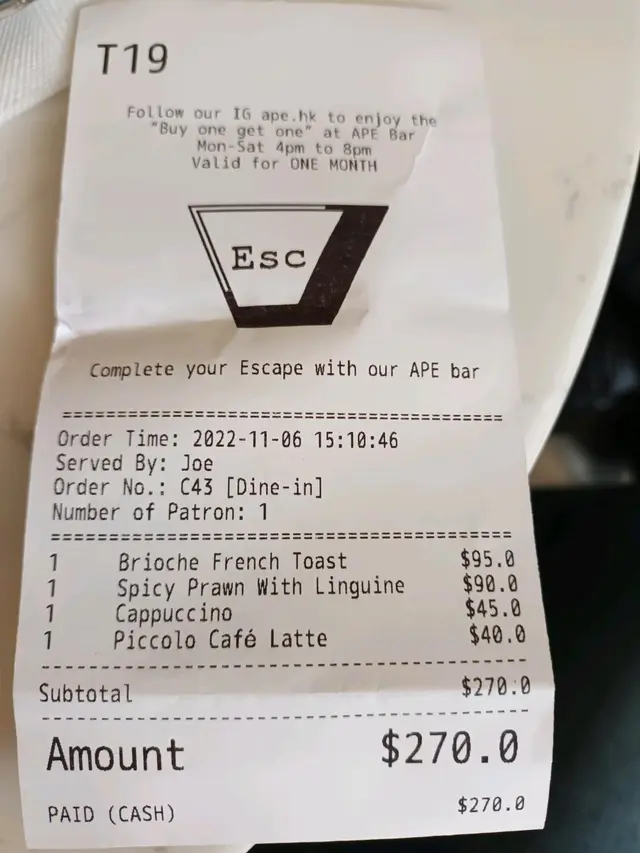 T19
Follow our IG ape.hk to enjoy the
"Buy one get one" at APE Bar
Mon-Sat 4pm to 8pm
Valid for ONE MONTH
Esc
Complete your Escape with our APE bar
========================================
Order Time: 2022-11-06 15:10:46
Served By: Joe
Order No.: C43 [Dine-in]
Number of Patron: 1
========================================
1 Brioche French Toast $95.0
1 Spicy Prawn With Linguine $90.0
1 Cappuccino $45.0
1 Piccolo Café Latte $40.0
----------------------------------------
Subtotal $270.0
----------------------------------------
Amount $270.0
PAID (CASH) $270.0